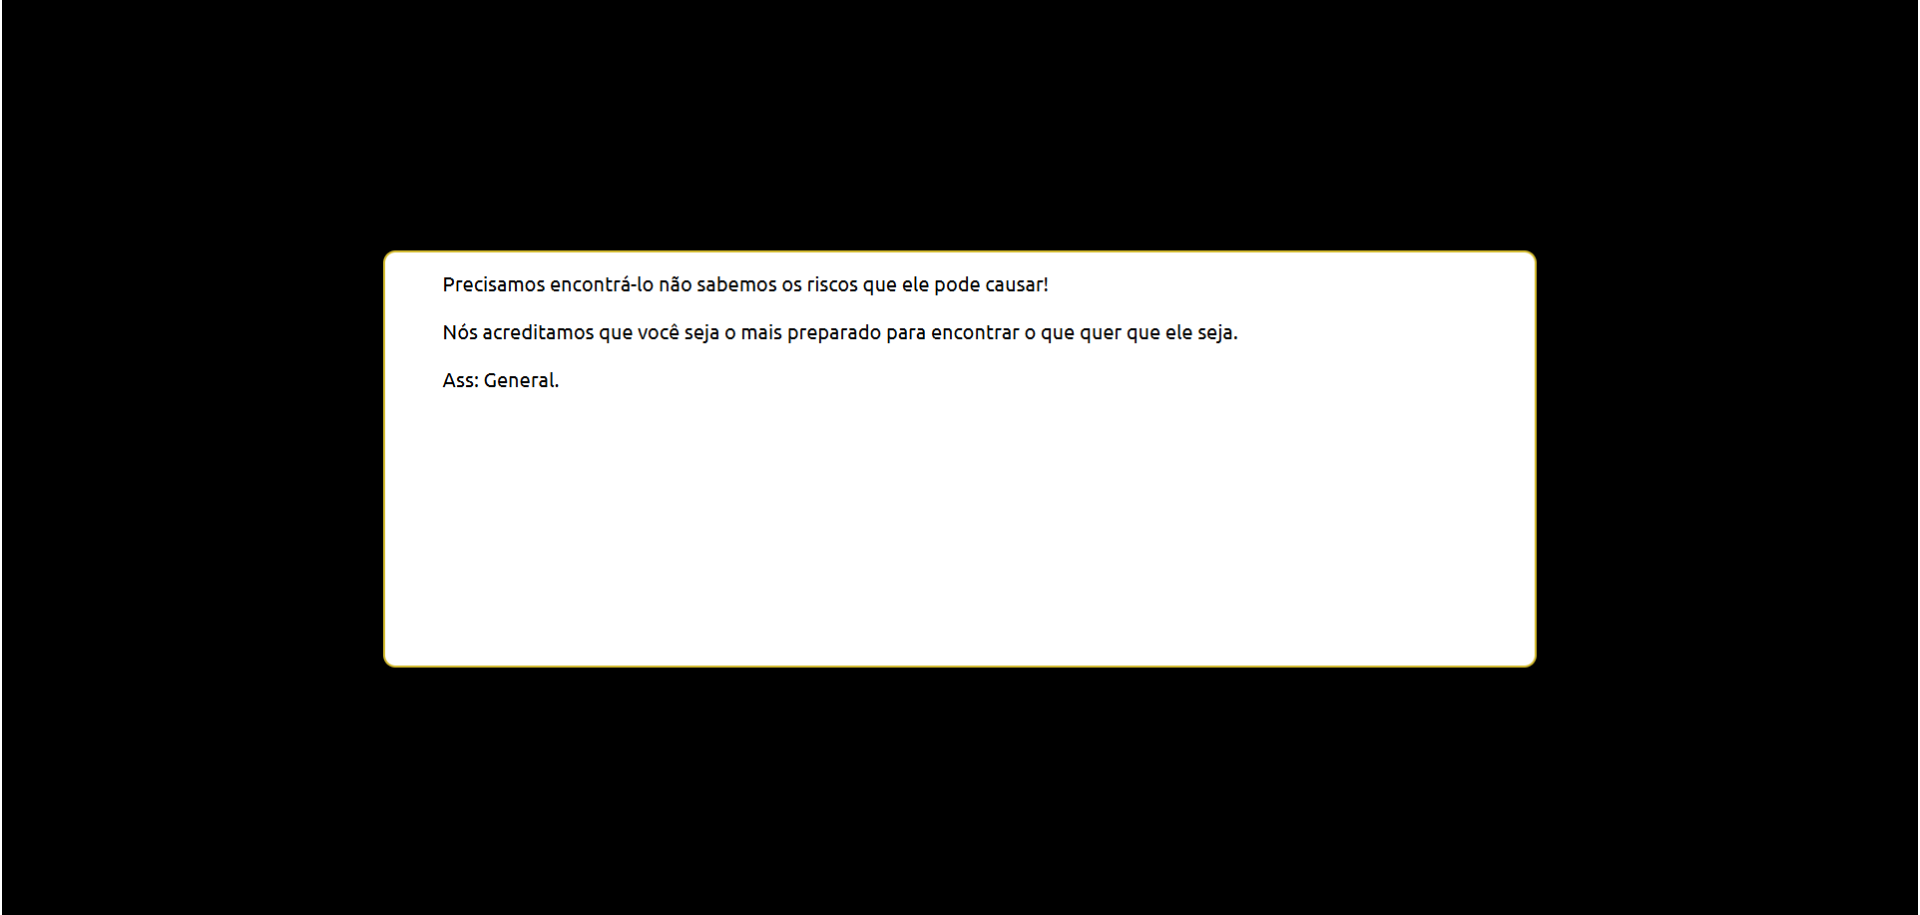 Precisamos encontrá-lo não sabemos os riscos que ele pode causar!
Nós acreditamos que você seja o mais preparado para encontrar o que quer que ele seja.
Ass: General.